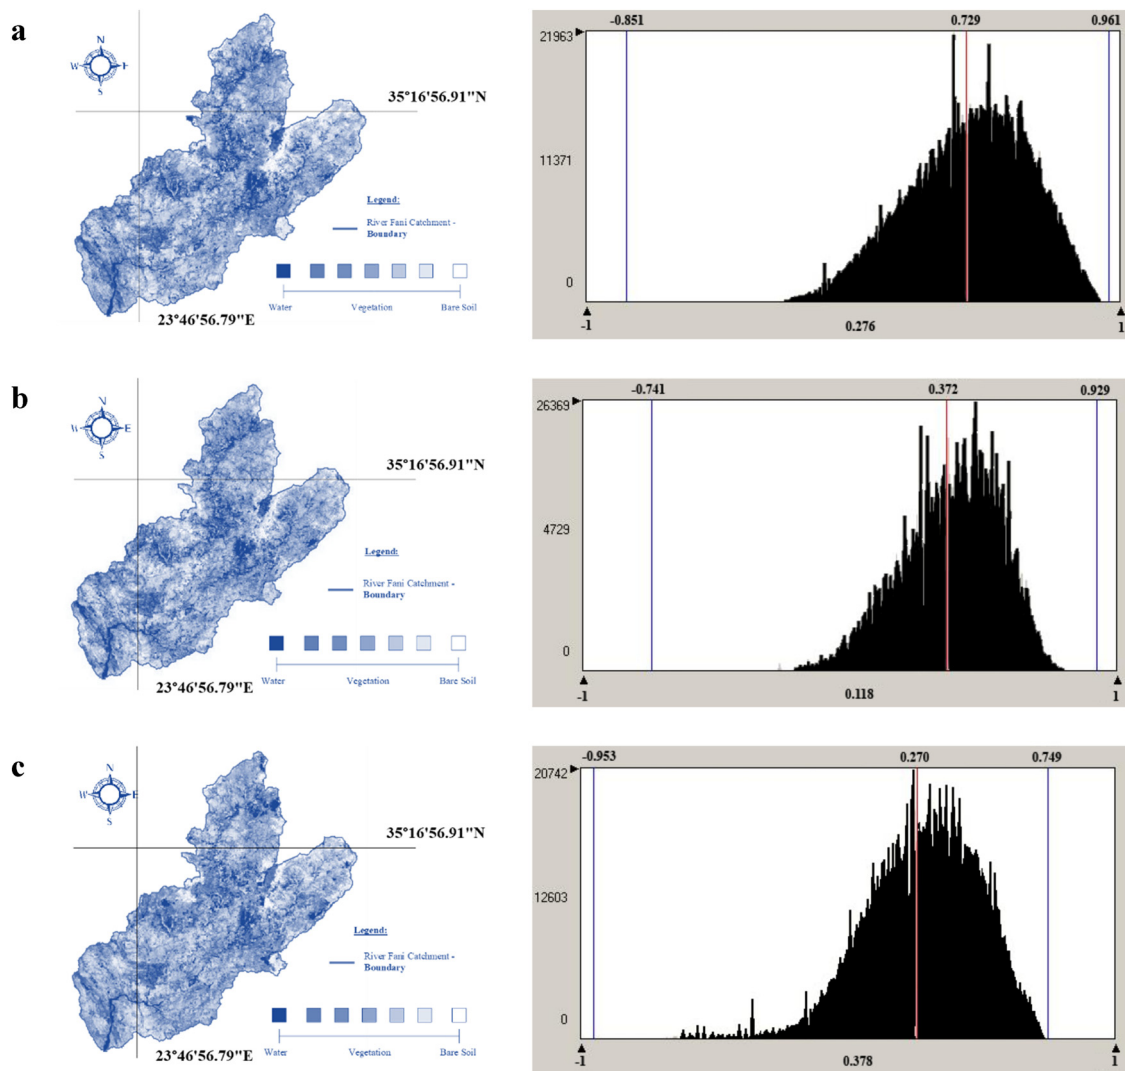 a
N
W E
S
35°16'56.91"N
Legend:
River Fani Catchment -
Boundary
Water Vegetation Bare Soil
23°46'56.79"E
-0.851 0.729 0.961
21963
11371
0
-1 0.276 1
b
N
W E
S
35°16'56.91"N
Legend:
River Fani Catchment -
Boundary
Water Vegetation Bare Soil
23°46'56.79"E
-0.741 0.372 0.929
26369
4729
0
-1 0.118 1
c
N
W E
S
35°16'56.91"N
Legend:
River Fani Catchment -
Boundary
Water Vegetation Bare Soil
23°46'56.79"E
-0.953 0.270 0.749
20742
12603
0
-1 0.378 1